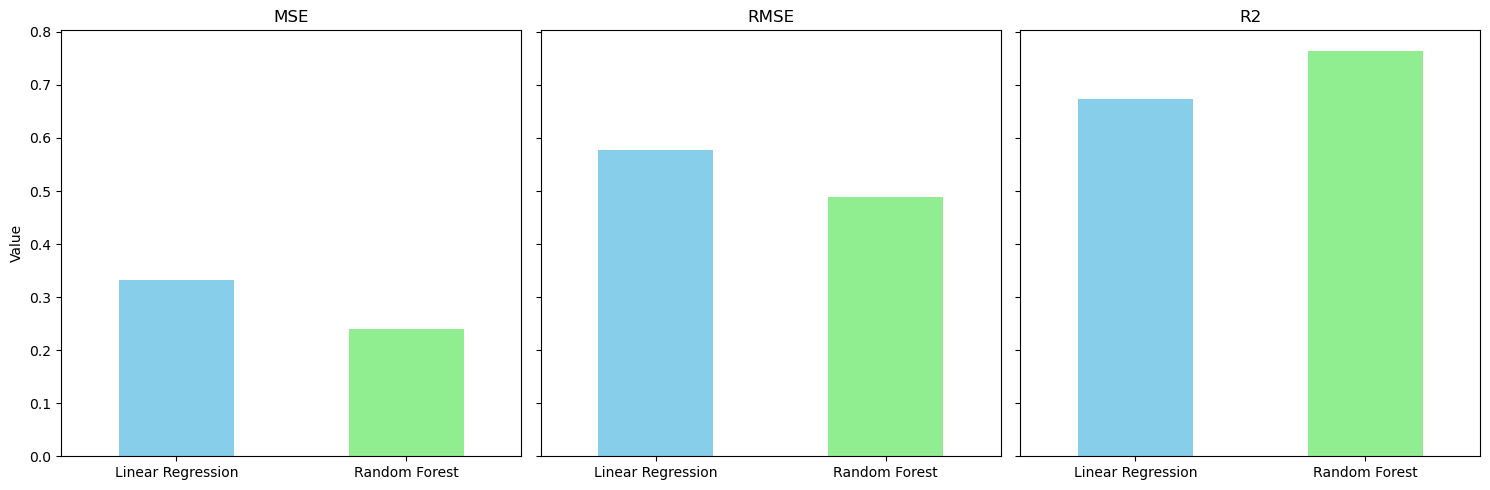 MSE
RMSE
R2
0.8
0.7
0.6
0.5
0.4
0.3
0.2
0.1
0.0
Value
Linear Regression
Random Forest
Linear Regression
Random Forest
Linear Regression
Random Forest